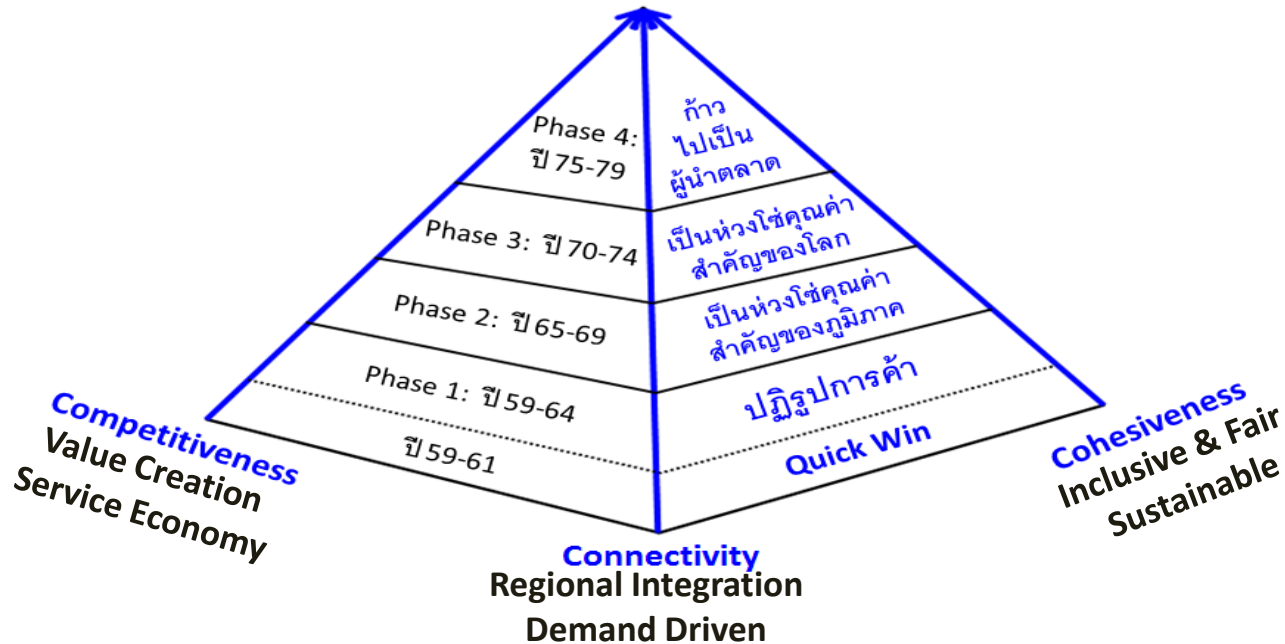 Phase 4:
ปี 75-79
ก้าว
ไปเป็น
ผู้นำตลาด
Phase 3: ปี 70-74
เป็นห่วงโซ่คุณค่า
สำคัญของโลก
Phase 2: ปี 65-69
เป็นห่วงโซ่คุณค่า
สำคัญของภูมิภาค
Phase 1: ปี 59-64
ปฏิรูปการค้า
ปี 59-61
Quick Win
Competitiveness
Value Creation
Service Economy
Connectivity
Regional Integration
Demand Driven
Cohesiveness
Inclusive & Fair
Sustainable